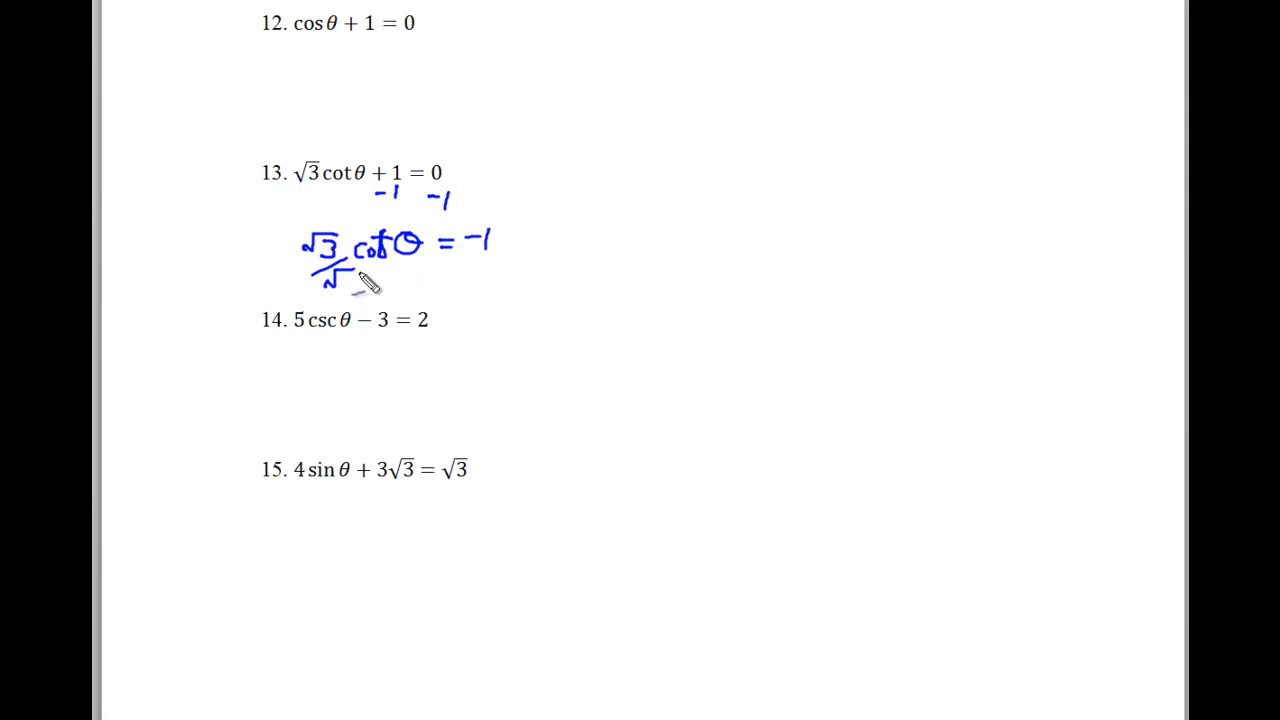 12. cos θ + 1 = 0
13. √3 cot θ + 1 = 0
-1 -1
√3 cot θ = -1
√
14. 5 csc θ − 3 = 2
15. 4 sin θ + 3√3 = √3